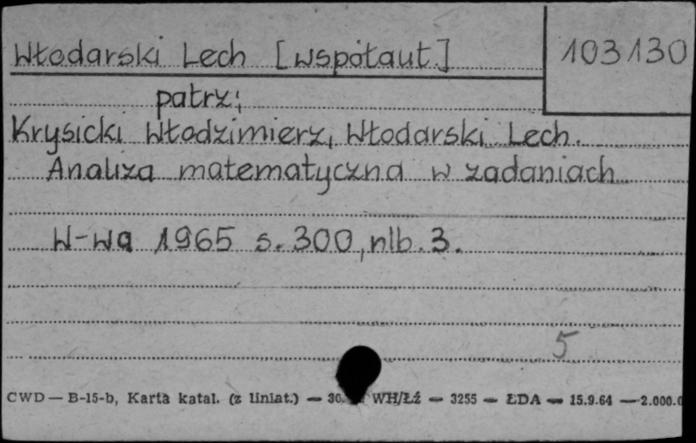 Włodarski Lech [współaut.] 103130
patrz:
Krysicki Włodzimierz, Włodarski Lech.
Analiza matematyczna w zadaniach
W-wa 1965 s. 300, nlb. 3.
5
CWD — B-15-b, Karta katal. (z liniat.) — 30. WH/Łź — 3255 — ŁDA — 15.9.64 — 2.000.0